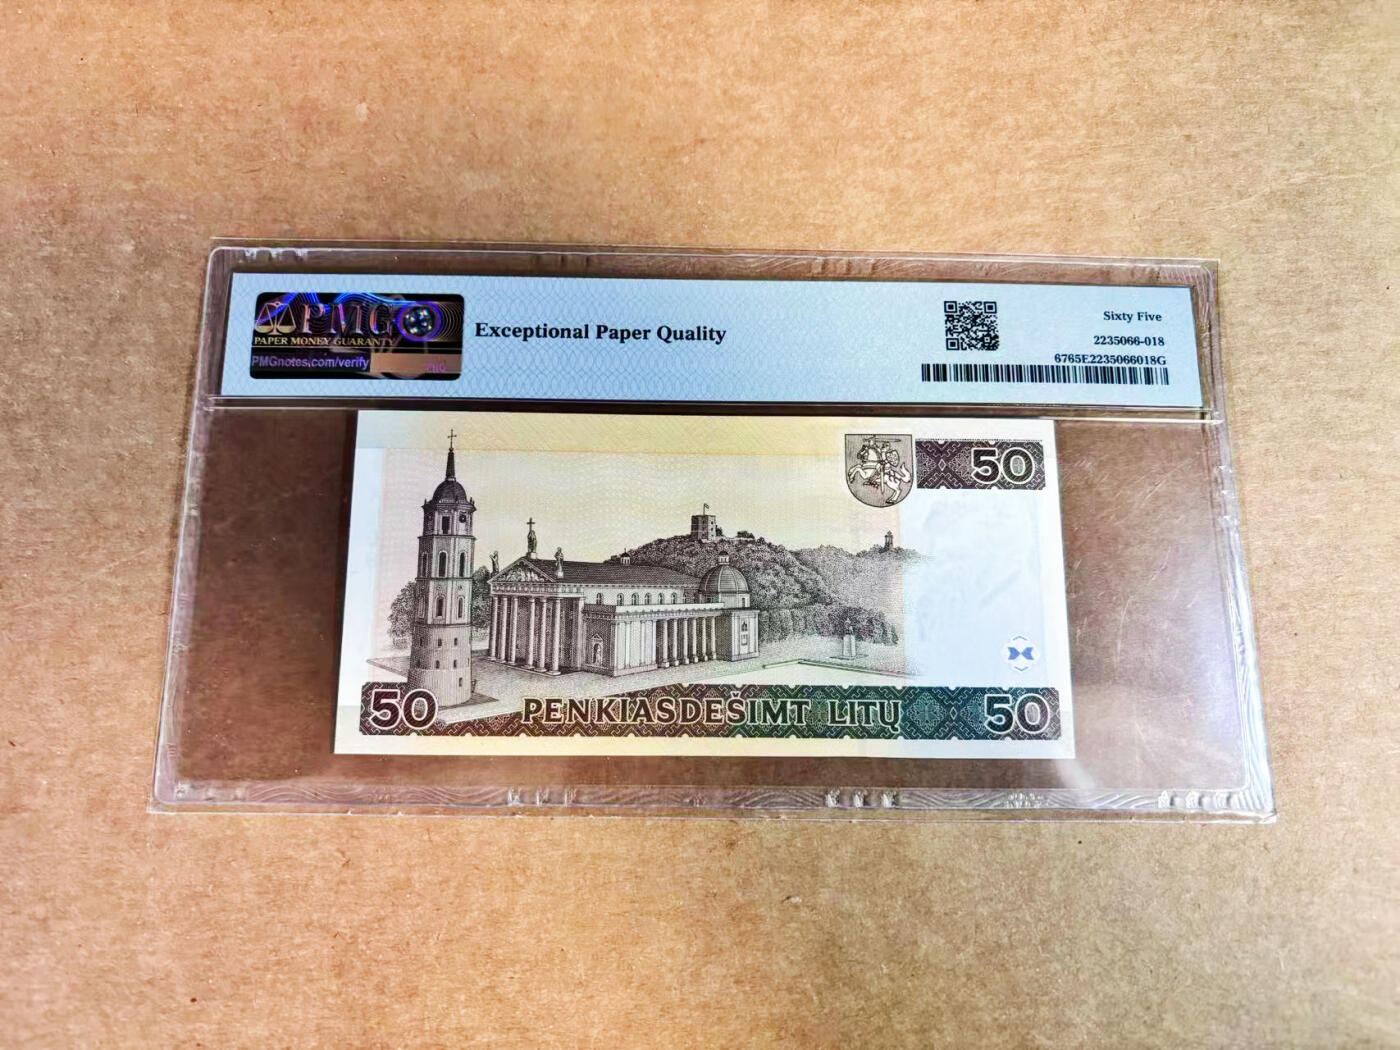 PMG
PAPER MONEY GUARANTY
PMGnotes.com/verify
Exceptional Paper Quality
Sixty Five
2235066-018
6765E2235066018G
50
50
PENKIASDEŠIMT LITŲ
50